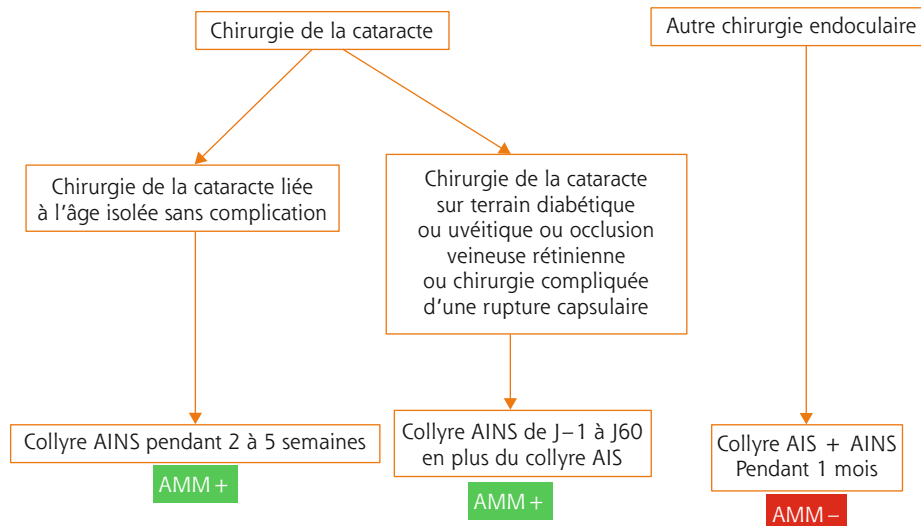 Chirurgie de la cataracte
Autre chirurgie endoculaire
Chirurgie de la cataracte liée
à l’âge isolée sans complication
Chirurgie de la cataracte
sur terrain diabétique
ou uvéitique ou occlusion
veineuse rétinienne
ou chirurgie compliquée
d’une rupture capsulaire
Collyre AINS pendant 2 à 5 semaines
AMM +
Collyre AINS de J–1 à J60
en plus du collyre AIS
AMM +
Collyre AIS + AINS
Pendant 1 mois
AMM –